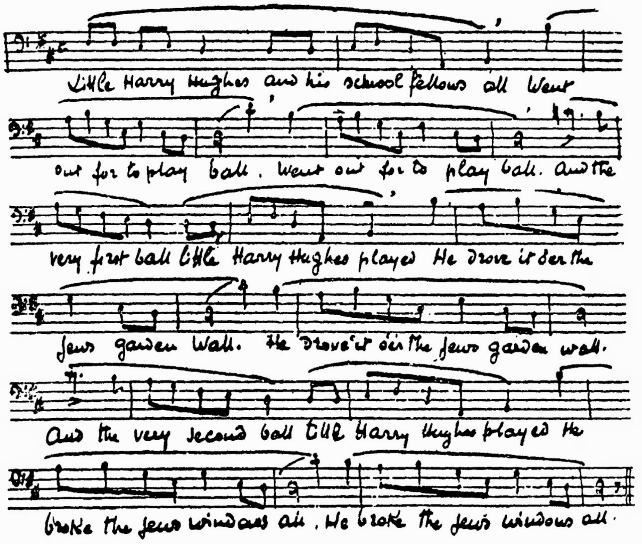 Little Harry Hughes and his schoolfellows all Went
out for to play ball. Went out for to play ball. And the
very first ball little Harry Hughes played He drove it o'er the
jews garden wall. He drove it o'er the jews garden wall.
And the very second ball little Harry Hughes played He
broke the jews windows all. He broke the jews windows all.